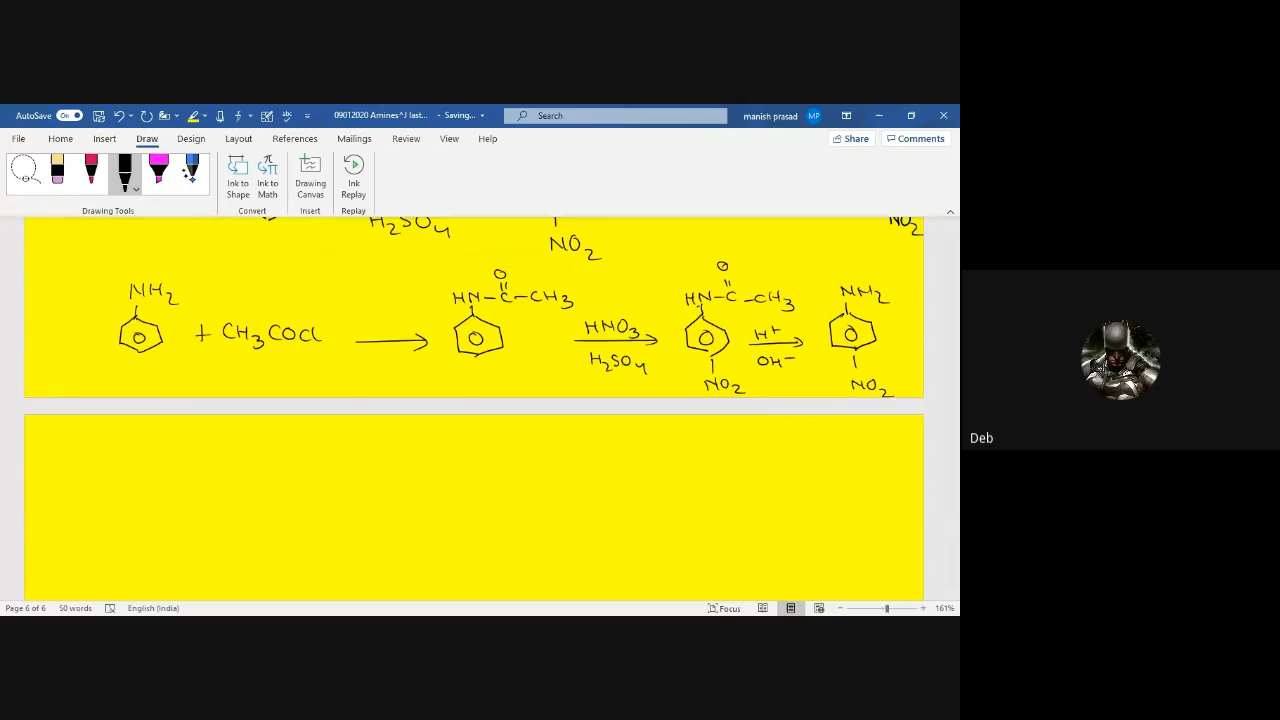 AutoSave On 09012020 Amines^J last... - Saving... Search manish prasad MP
File Home Insert Draw Design Layout References Mailings Review View Help Share Comments
Ink to Shape Ink to Math Drawing Canvas Ink Replay
Drawing Tools Convert Insert Replay
H2SO4 NO2 NO2
NH2 + CH3COCl
HN-C-CH3
O
HNO3
H2SO4
HN-C-CH3
O
NO2
H+
OH-
NH2
NO2
Deb
Page 6 of 6 50 words English (India) Focus 161%